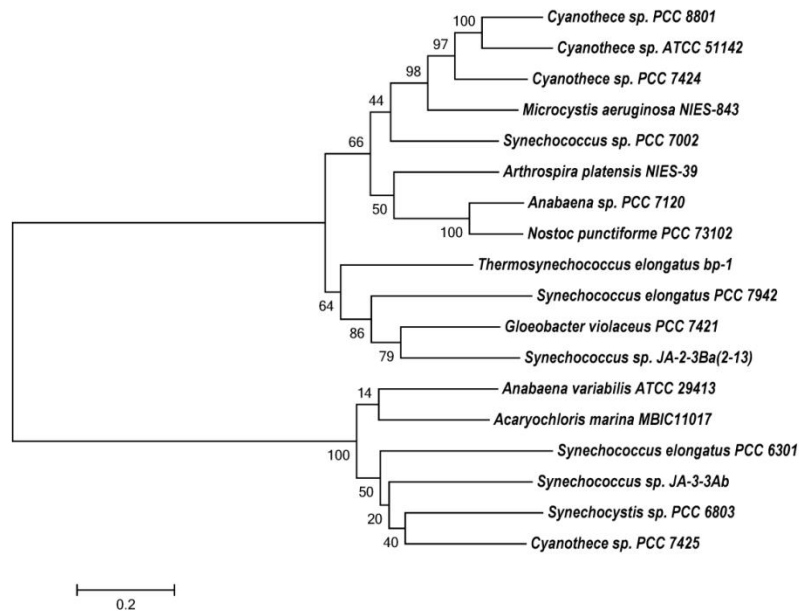 Cyanothece sp. PCC 8801
100
Cyanothece sp. ATCC 51142
97
Cyanothece sp. PCC 7424
98
Microcystis aeruginosa NIES-843
44
Synechococcus sp. PCC 7002
66
Arthrospira platensis NIES-39
50
Anabaena sp. PCC 7120
100
Nostoc punctiforme PCC 73102
Thermosynechococcus elongatus bp-1
64
Synechococcus elongatus PCC 7942
86
Gloeobacter violaceus PCC 7421
79
Synechococcus sp. JA-2-3Ba(2-13)
Anabaena variabilis ATCC 29413
14
Acaryochloris marina MBIC11017
100
Synechococcus elongatus PCC 6301
50
Synechococcus sp. JA-3-3Ab
20
Synechocystis sp. PCC 6803
40
Cyanothece sp. PCC 7425
0.2